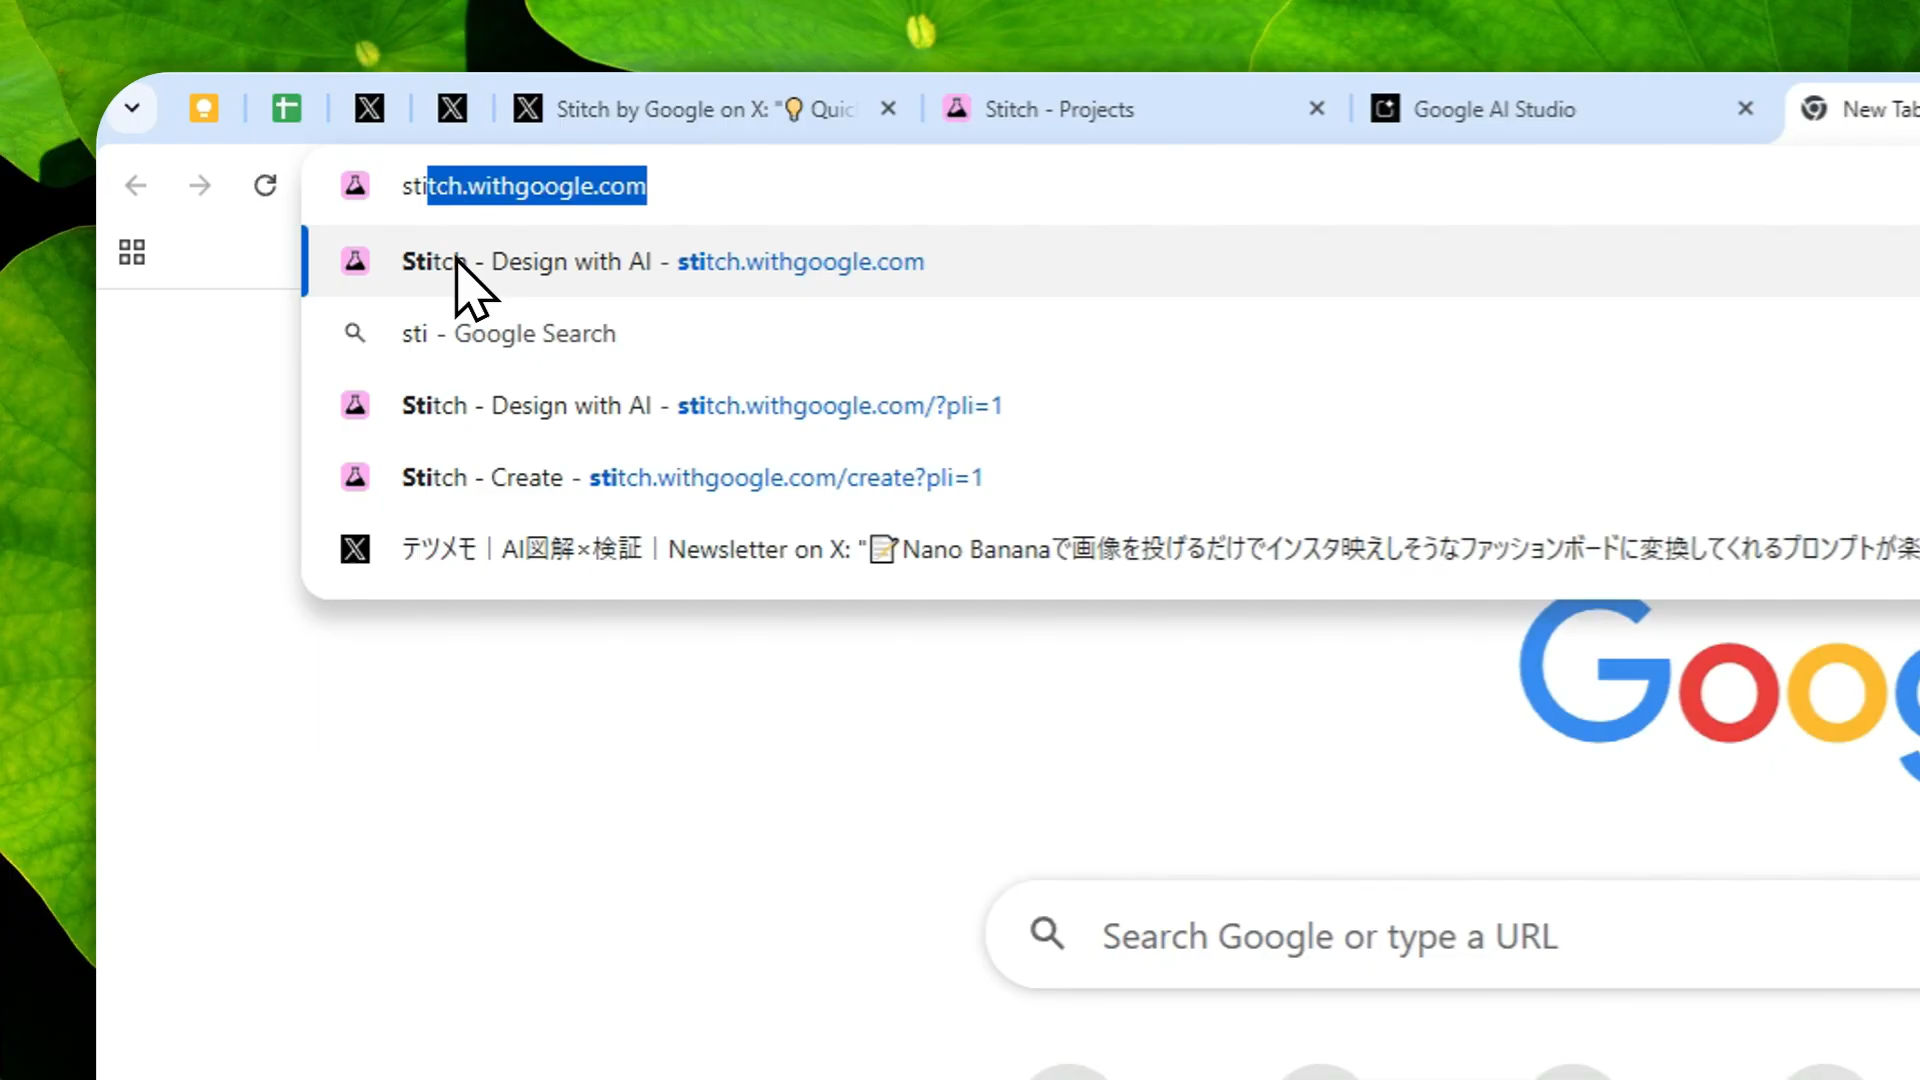 Stitch by Google on X: "💡 Quic
Stitch - Projects
Google AI Studio
New Tab
stitch.withgoogle.com
Stitch - Design with AI - stitch.withgoogle.com
sti - Google Search
Stitch - Design with AI - stitch.withgoogle.com/?pli=1
Stitch - Create - stitch.withgoogle.com/create?pli=1
テツメモ｜AI図解×検証｜Newsletter on X: "📝Nano Bananaで画像を投げるだけでインスタ映えしそうなファッションボードに変換してくれるプロンプトが楽
Goog
Search Google or type a URL